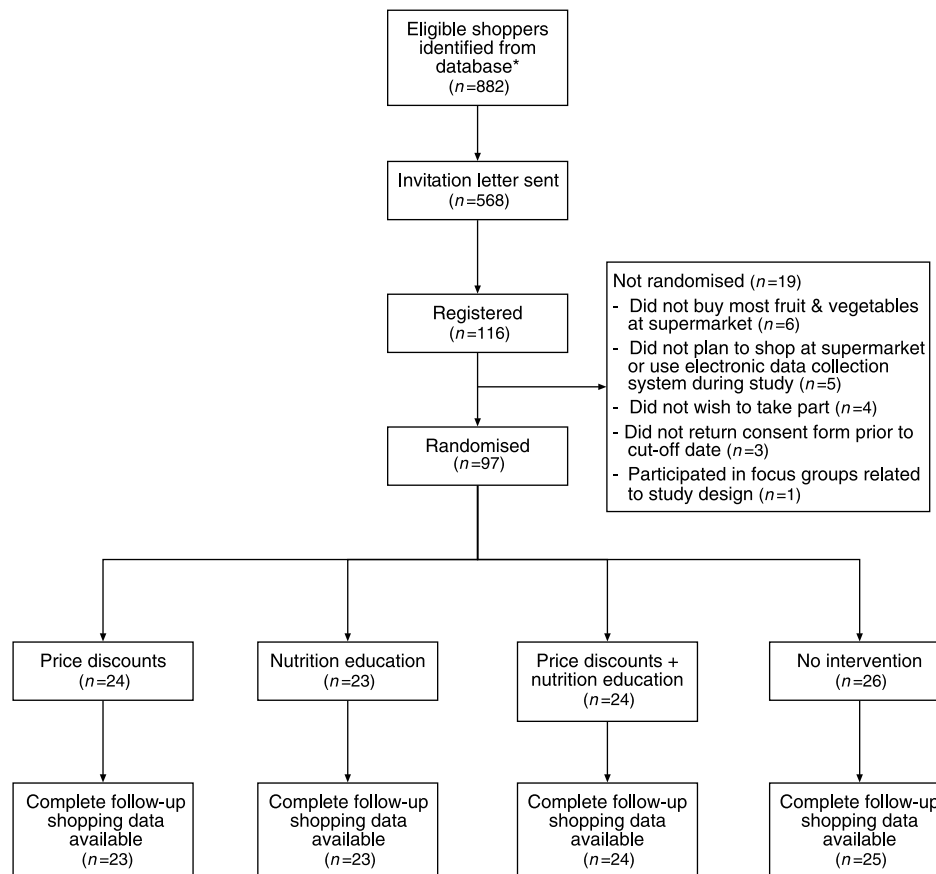 Eligible shoppers
identified from
database*
(n=882)
Invitation letter sent
(n=568)
Registered
(n=116)
Not randomised (n=19)
- Did not buy most fruit & vegetables
at supermarket (n=6)
- Did not plan to shop at supermarket
or use electronic data collection
system during study (n=5)
- Did not wish to take part (n=4)
- Did not return consent form prior to
cut-off date (n=3)
- Participated in focus groups related
to study design (n=1)
Randomised
(n=97)
Price discounts
(n=24)
Nutrition education
(n=23)
Price discounts +
nutrition education
(n=24)
No intervention
(n=26)
Complete follow-up
shopping data
available
(n=23)
Complete follow-up
shopping data
available
(n=23)
Complete follow-up
shopping data
available
(n=24)
Complete follow-up
shopping data
available
(n=25)